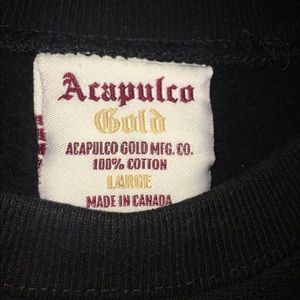 Acapulco
Gold
ACAPULCO GOLD MFG. CO.
100% COTTON
LARGE
MADE IN CANADA